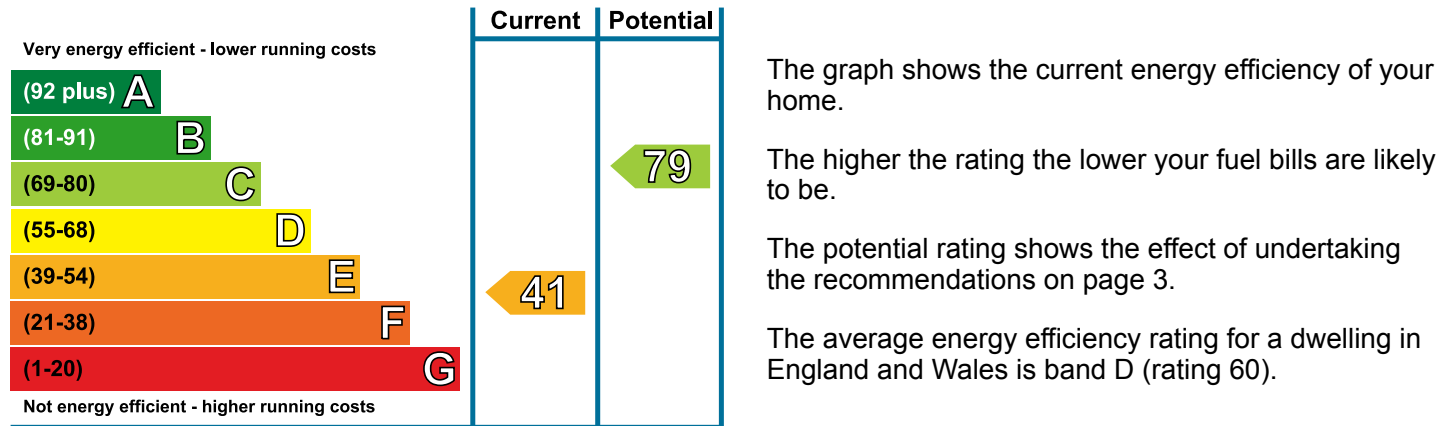 Current Potential
Very energy efficient - lower running costs
(92 plus) A
(81-91) B
(69-80) C
79
(55-68) D
(39-54) E
41
(21-38) F
(1-20) G
Not energy efficient - higher running costs
The graph shows the current energy efficiency of your
home.
The higher the rating the lower your fuel bills are likely
to be.
The potential rating shows the effect of undertaking
the recommendations on page 3.
The average energy efficiency rating for a dwelling in
England and Wales is band D (rating 60).